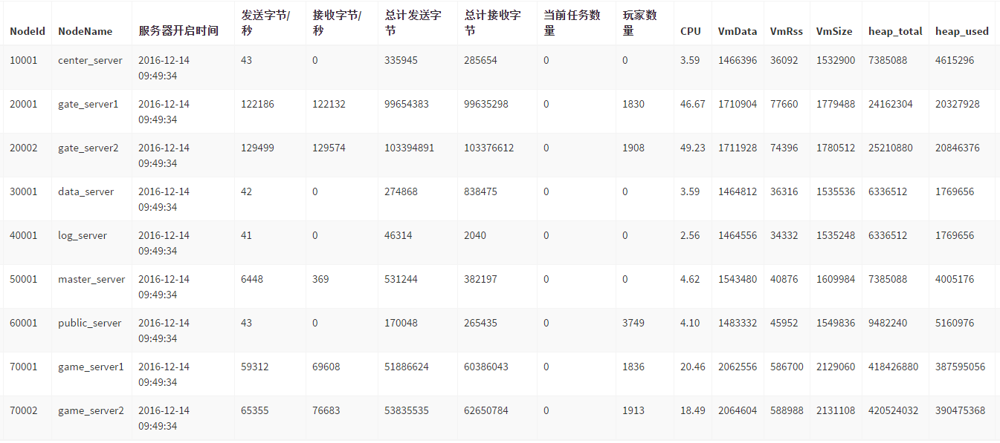 NodeId NodeName 服务器开启时间 发送字节/秒 接收字节/秒 总计发送字节 总计接收字节 当前任务数量 玩家数量 CPU VmData VmRss VmSize heap_total heap_used
10001 center_server 2016-12-14 09:49:34 43 0 335945 285654 0 0 3.59 1466396 36092 1532900 7385088 4615296
20001 gate_server1 2016-12-14 09:49:34 122186 122132 99654383 99635298 0 1830 46.67 1710904 77660 1779488 24162304 20327928
20002 gate_server2 2016-12-14 09:49:34 129499 129574 103394891 103376612 0 1908 49.23 1711928 74396 1780512 25210880 20846376
30001 data_server 2016-12-14 09:49:34 42 0 274868 838475 0 0 3.59 1464812 36316 1535536 6336512 1769656
40001 log_server 2016-12-14 09:49:34 41 0 46314 2040 0 0 2.56 1464556 34332 1535248 6336512 1769656
50001 master_server 2016-12-14 09:49:34 6448 369 531244 382197 0 0 4.62 1543480 40876 1609984 7385088 4005176
60001 public_server 2016-12-14 09:49:34 43 0 170048 265435 0 3749 4.10 1483332 45952 1549836 9482240 5160976
70001 game_server1 2016-12-14 09:49:34 59312 69608 51886624 60386043 0 1836 20.46 2062556 586700 2129060 418426880 387595056
70002 game_server2 2016-12-14 09:49:34 65355 76683 53835535 62650784 0 1913 18.49 2064604 588988 2131108 420524032 390475368